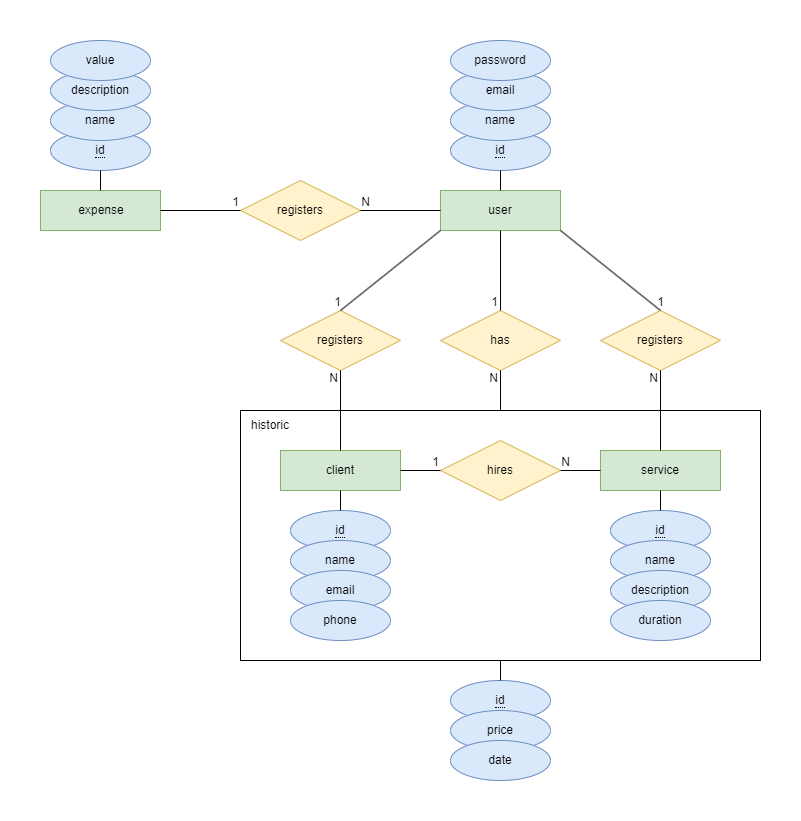 value
description
name
id
password
email
name
id
expense
1
registers
N
user
1
registers
N
1
has
N
1
registers
N
historic
client
1
hires
N
service
id
name
email
phone
id
name
description
duration
id
price
date